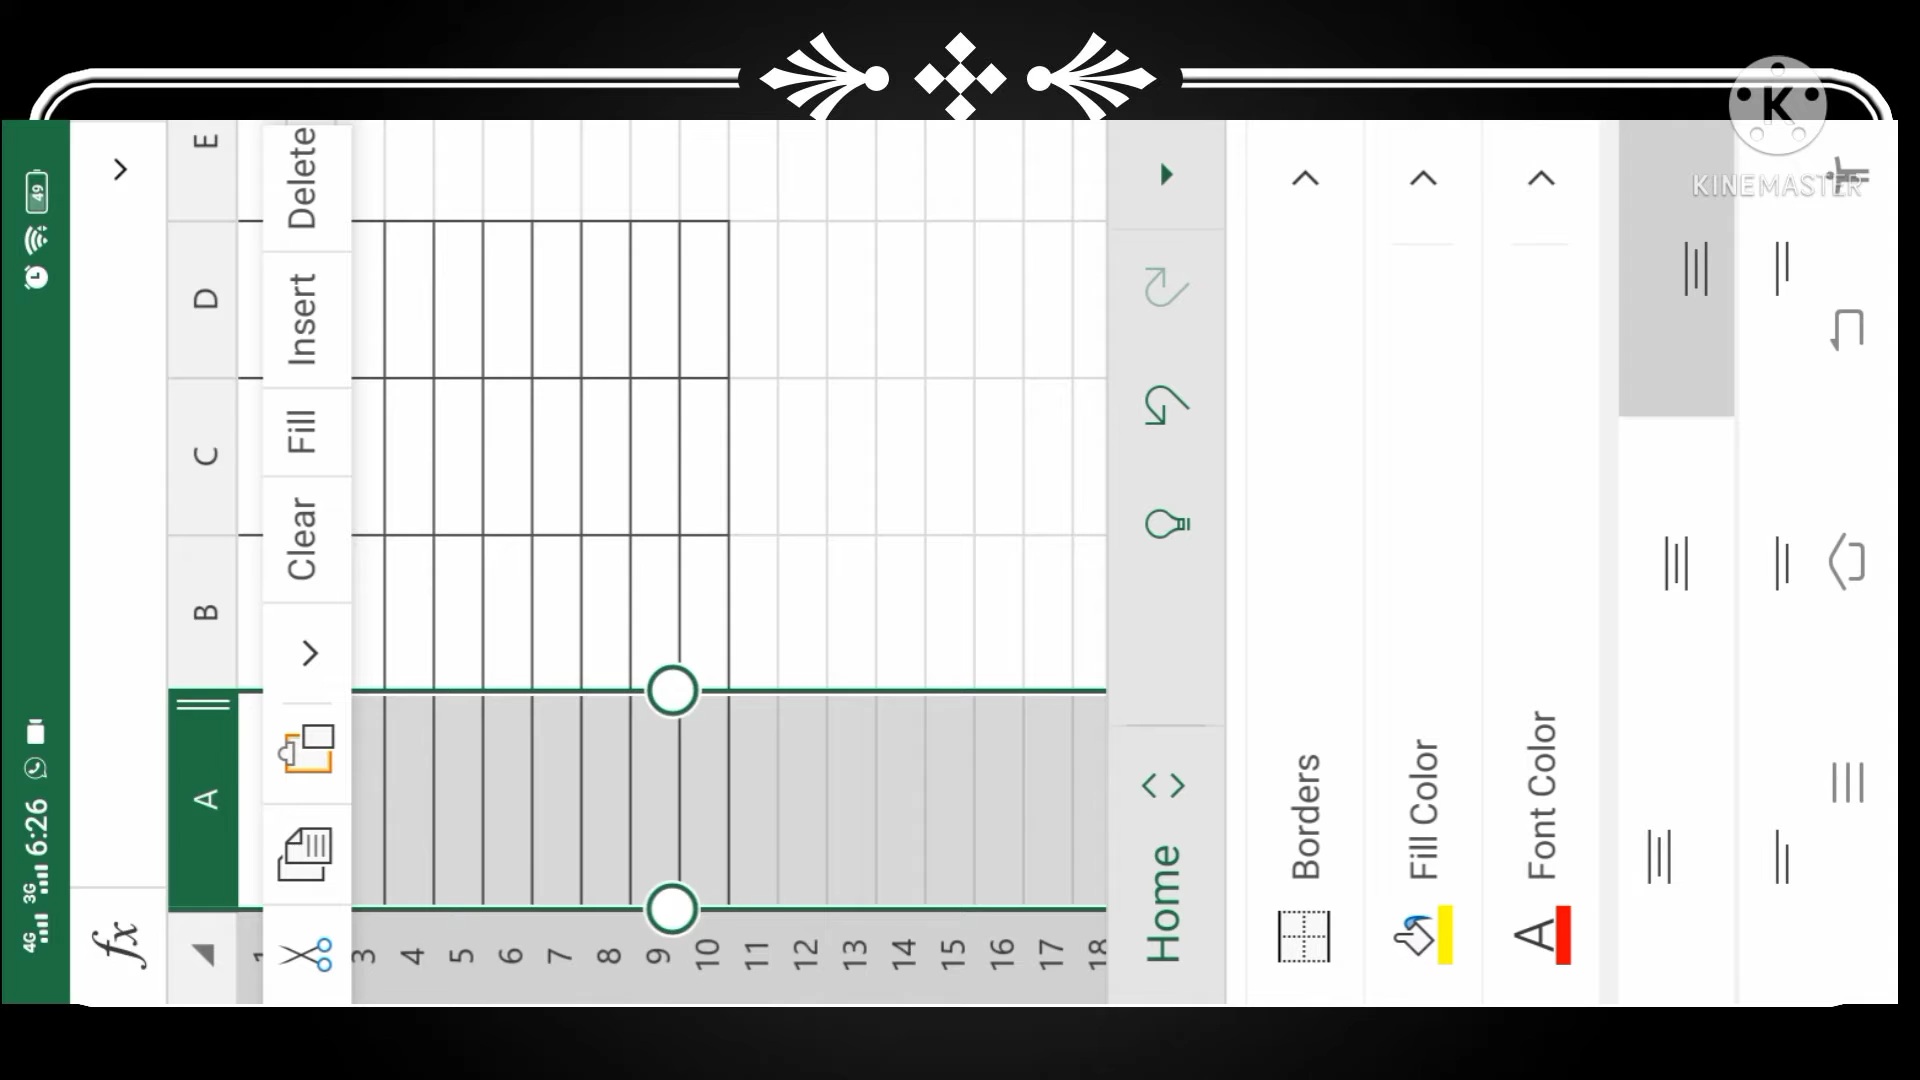 4G 3G 6:26 49
fx
A B C D E
Clear Fill Insert Delete
1
3
4
5
6
7
8
9
10
11
12
13
14
15
16
17
18
Home
Borders
Fill Color
A Font Color
K
KINEMASTER